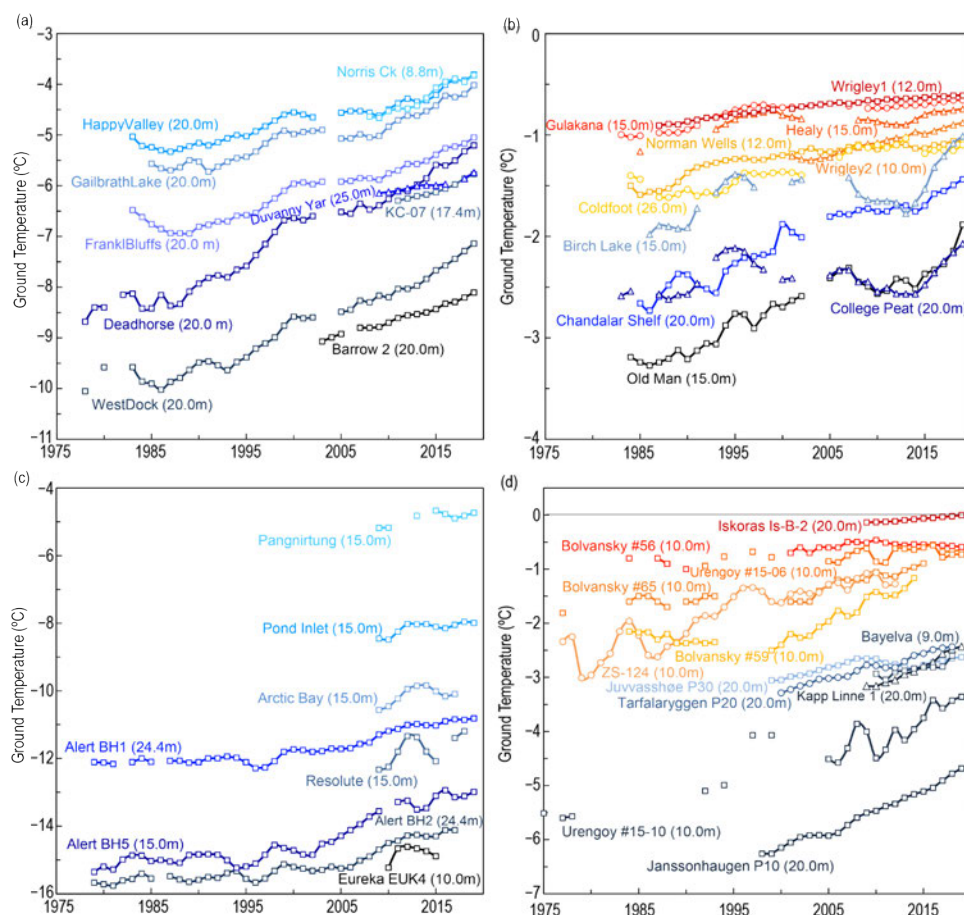 (a)
Ground Temperature (ºC)
−3
−4
−5
−6
−7
−8
−9
−10
−11
1975
1985
1995
2005
2015
Norris Ck (8.8m)
HappyValley
(20.0m)
GailbrathLake
(20.0m)
Duvanny Yar (25.0m)
KC-07 (17.4m)
FranklBluffs
(20.0 m)
Deadhorse (20.0 m)
Barrow 2 (20.0m)
WestDock (20.0m)
(b)
Ground Temperature (ºC)
0
−1
−2
−3
−4
1975
1985
1995
2005
2015
Wrigley1 (12.0m)
Gulakana (15.0m)
Healy (15.0m)
Norman Wells (12.0m)
Wrigley2 (10.0m)
Coldfoot (26.0m)
Birch Lake
(15.0m)
Chandalar Shelf
(20.0m)
College Peat (20.0m)
Old Man (15.0m)
(c)
Ground Temperature (ºC)
−4
−6
−8
−10
−12
−14
−16
1975
1985
1995
2005
2015
Pangnirtung (15.0m)
Pond Inlet (15.0m)
Arctic Bay
(15.0m)
Alert BH1 (24.4m)
Resolute
(15.0m)
Alert BH2 (24.4m)
Alert BH5 (15.0m)
Eureka EUK4 (10.0m)
(d)
Ground Temperature (ºC)
0
−1
−2
−3
−4
−5
−6
−7
1975
1985
1995
2005
2015
Iskoras Is-B-2 (20.0m)
Bolvansky #56 (10.0m)
Urengoy #15-06 (10.0m)
Bolvansky #65 (10.0m)
Bayelva (9.0m)
Bolvansky #59 (10.0m)
ZS-124 (10.0m)
Juvvasshøe P30 (20.0m)
Kapp Linne 1 (20.0m)
Tarfalaryggen P20 (20.0m)
Urengoy #15-10 (10.0m)
Janssonhaugen P10 (20.0m)